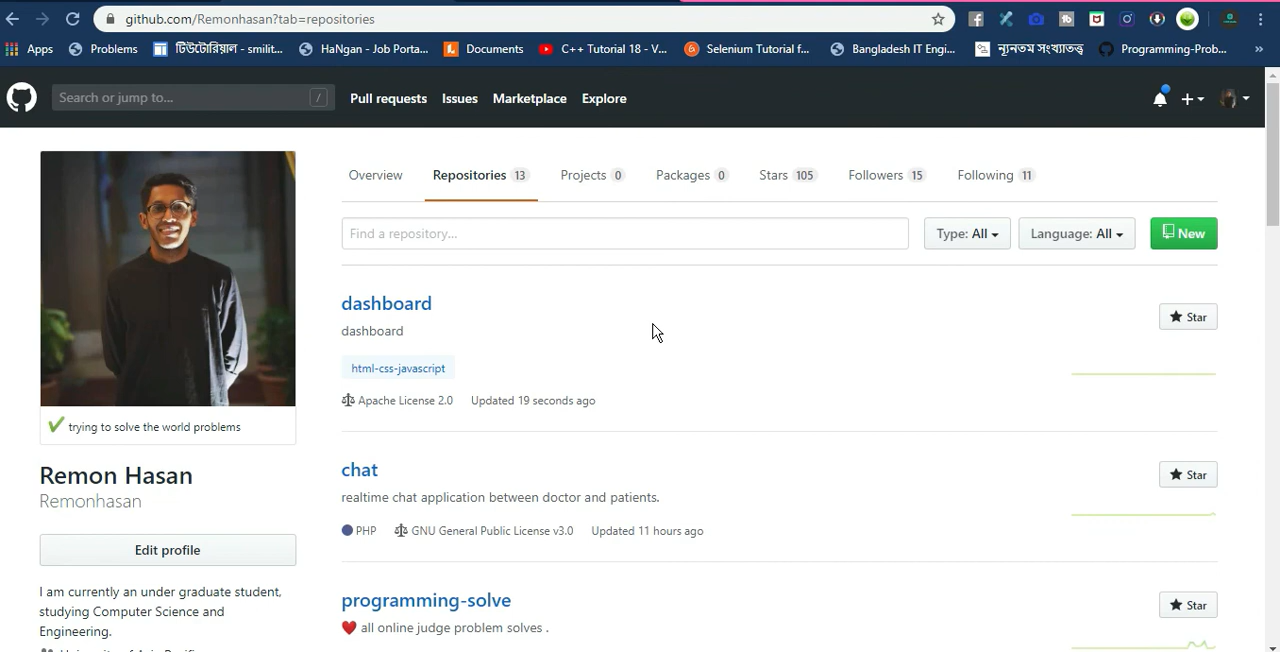 github.com/Remonhasan?tab=repositories
Apps Problems টিউটোরিয়াল - smilit... HaNgan - Job Porta... Documents C++ Tutorial 18 - V... Selenium Tutorial f... Bangladesh IT Engi... ন্যূনতম সংখ্যাতত্ত্ব Programming-Prob... »
Search or jump to... / Pull requests Issues Marketplace Explore
Overview Repositories 13 Projects 0 Packages 0 Stars 105 Followers 15 Following 11
Find a repository... Type: All Language: All New
dashboard
Star
dashboard
html-css-javascript
Apache License 2.0 Updated 19 seconds ago
trying to solve the world problems
Remon Hasan
Remonhasan
Edit profile
I am currently an under graduate student,
studying Computer Science and
Engineering.
chat
Star
realtime chat application between doctor and patients.
PHP GNU General Public License v3.0 Updated 11 hours ago
programming-solve
Star
❤️ all online judge problem solves .